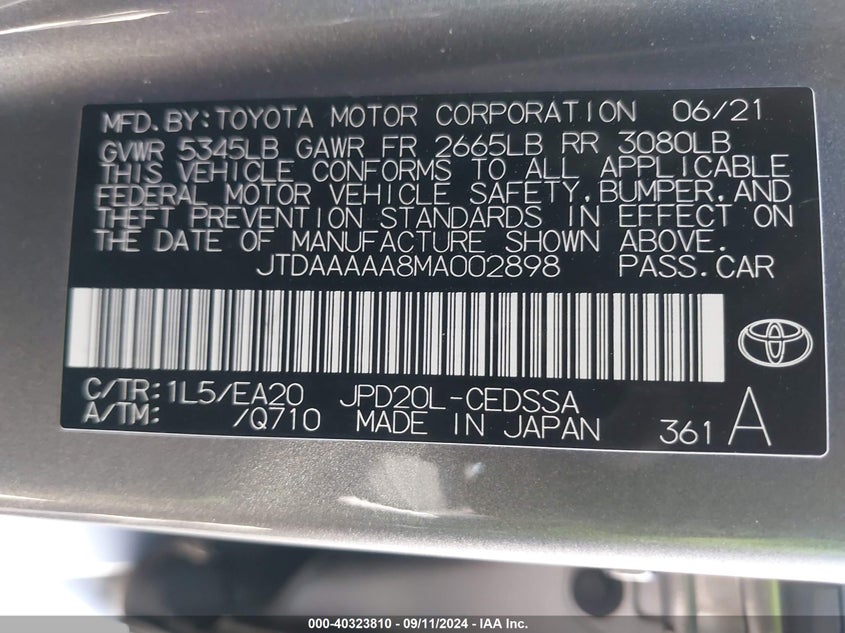 MFD. BY: TOYOTA MOTOR CORPORATION 06/21
GVWR 5345LB GAWR FR 2665LB RR 3080LB
THIS VEHICLE CONFORMS TO ALL APPLICABLE
FEDERAL MOTOR VEHICLE SAFETY, BUMPER, AND
THEFT PREVENTION STANDARDS IN EFFECT ON
THE DATE OF MANUFACTURE SHOWN ABOVE.
JTDAAAAA8MA002898 PASS. CAR
C/TR: 1L5/EA20 JPD20L-CEDSSA
A/TM: /Q710 MADE IN JAPAN 361 A
000-40323810 - 09/11/2024 - IAA Inc.